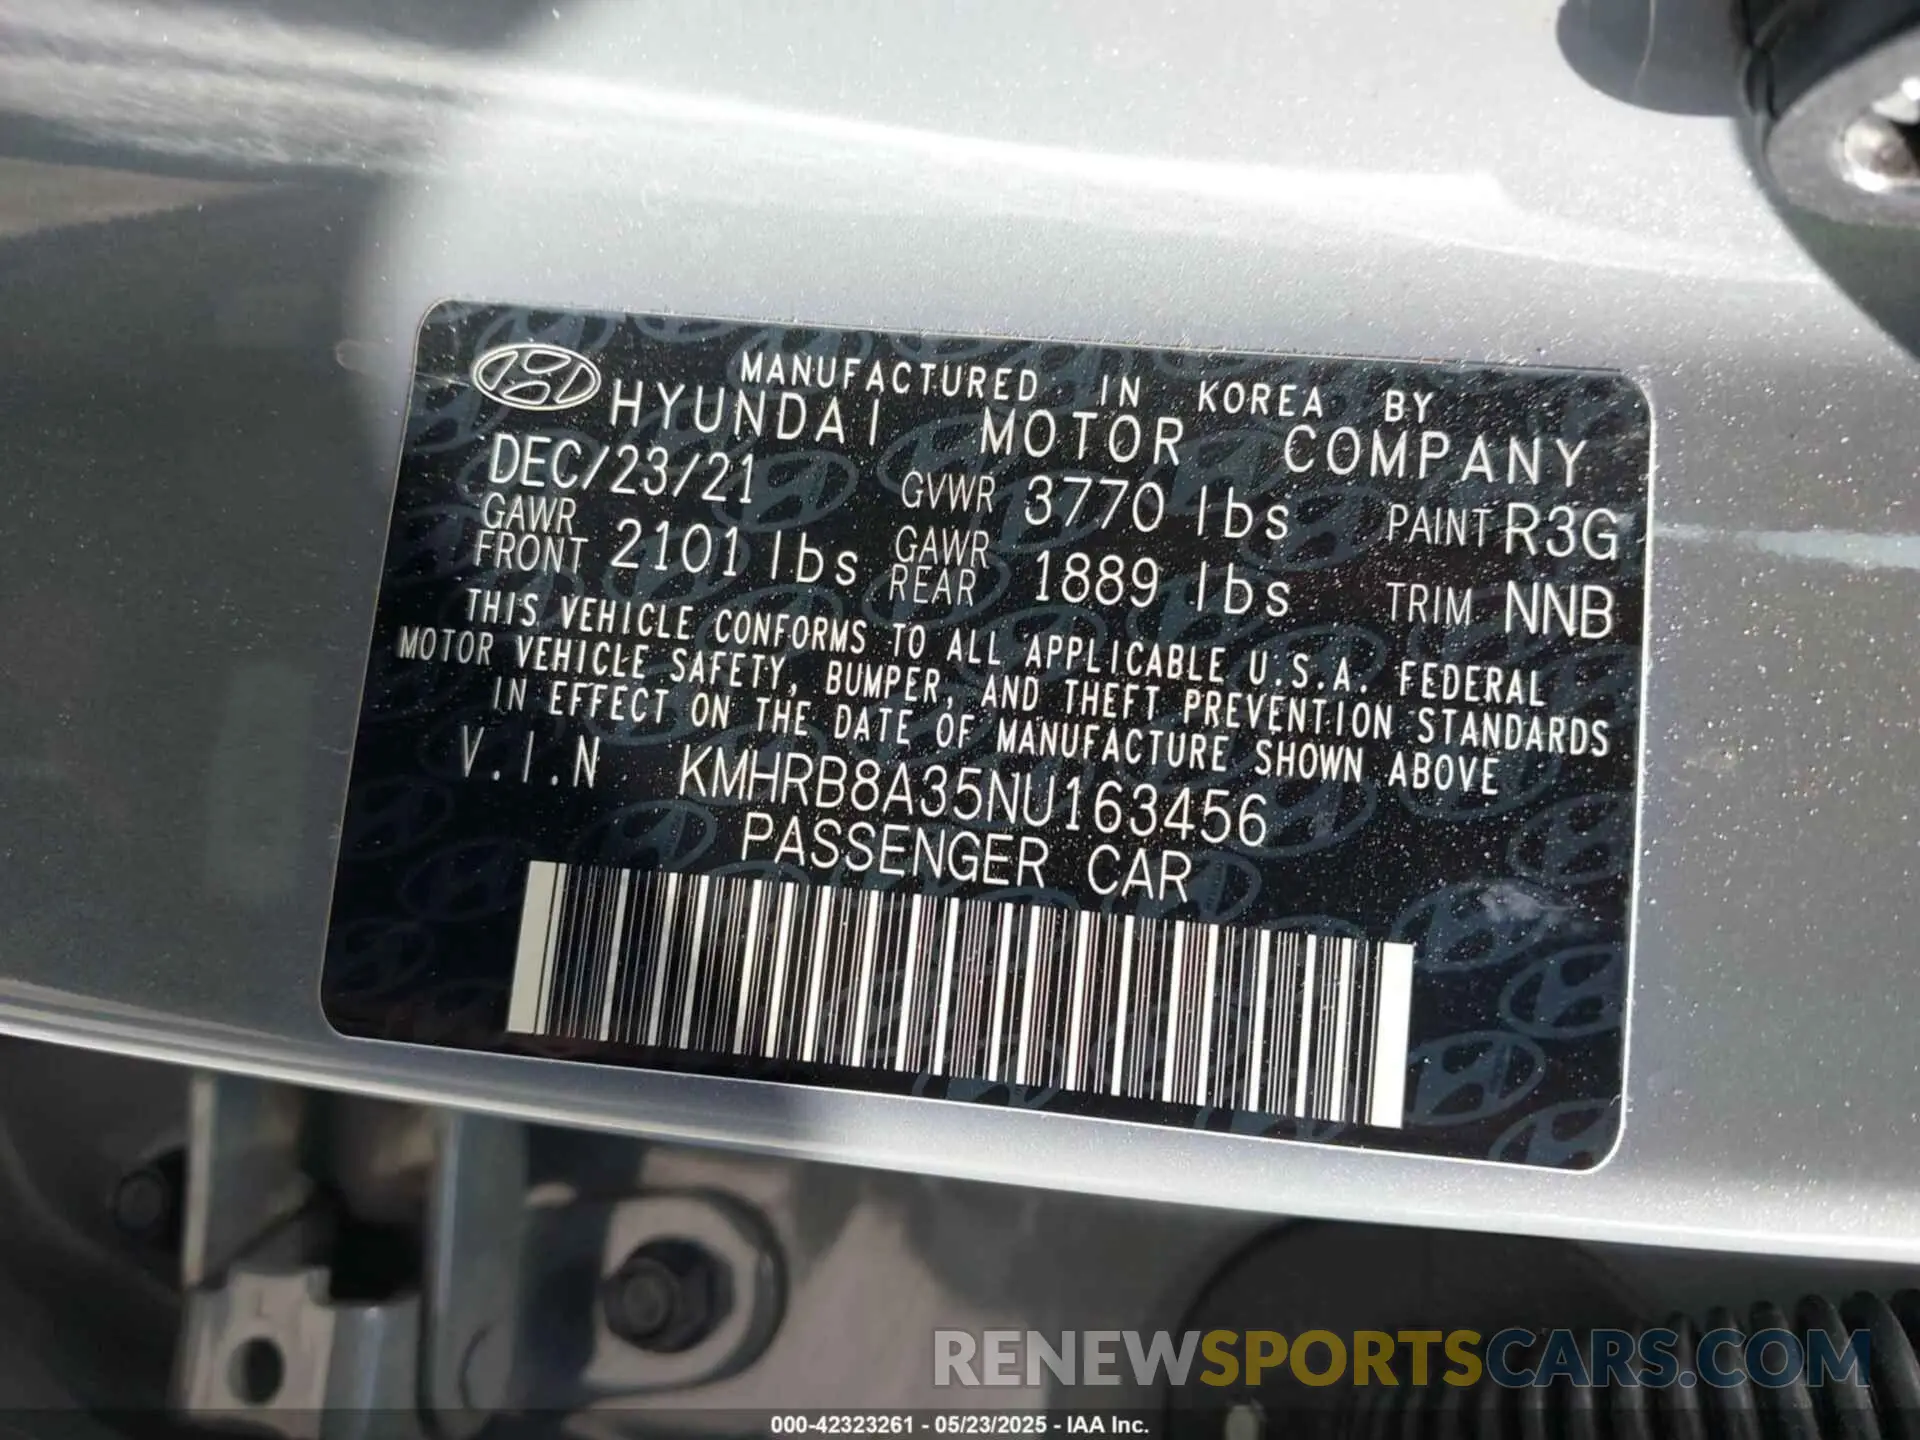 MANUFACTURED IN KOREA BY
HYUNDAI MOTOR COMPANY
DEC/23/21 GVWR 3770 lbs PAINT R3G
GAWR FRONT 2101 lbs GAWR REAR 1889 lbs TRIM NNB
THIS VEHICLE CONFORMS TO ALL APPLICABLE U.S.A. FEDERAL
MOTOR VEHICLE SAFETY, BUMPER, AND THEFT PREVENTION STANDARDS
IN EFFECT ON THE DATE OF MANUFACTURE SHOWN ABOVE
V.I.N KMHRB8A35NU163456
PASSENGER CAR
RENEWSPORTSCARS.COM
000-42323261 - 05/23/2025 - IAA Inc.